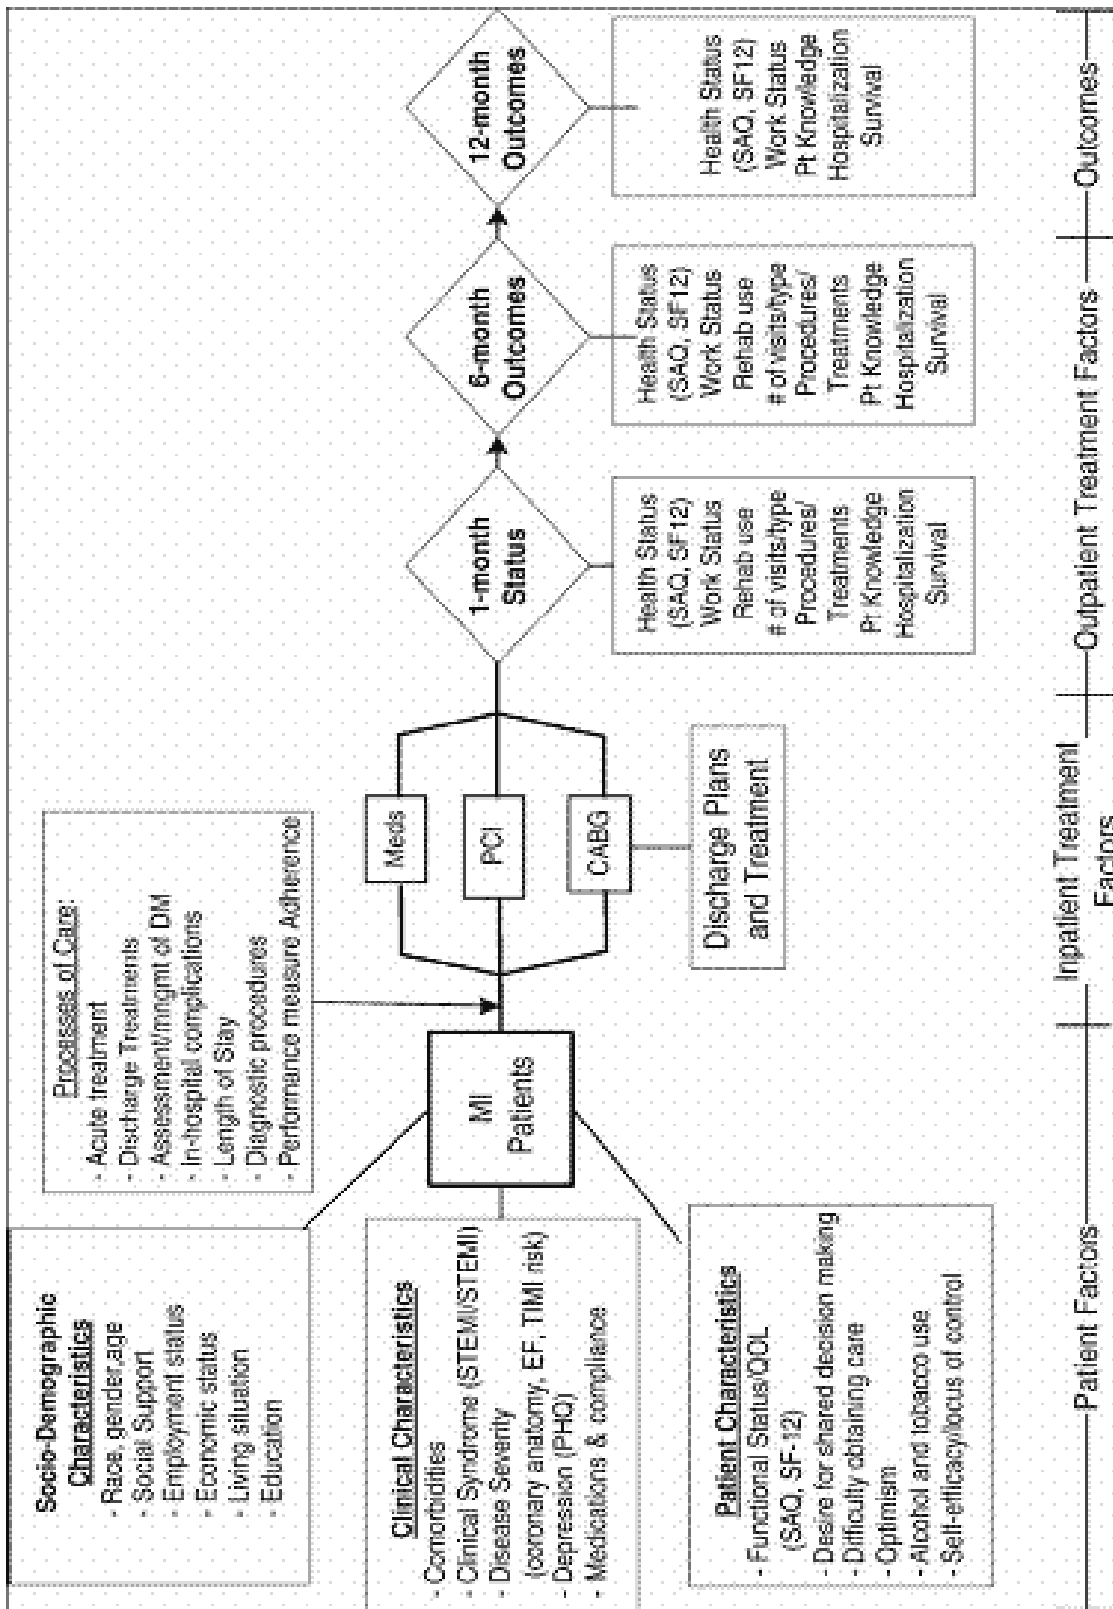 Socio-Demographic
Characteristics
- Race, gender,age
- Social Support
- Employment status
- Economic status
- Living situation
- Education
Clinical Characteristics
- Comorbidities
- Clinical Syndrome (STEMI/STEMI)
- Disease Severity
(coronary anatomy, EF, TIMI risk)
- Depression (PHQ)
- Medications & compliance
Patient Characteristics
- Functional Status/QOL
(SAQ, SF-12)
- Desire for shared decision making
- Difficulty obtaining care
- Optimism
- Alcohol and tobacco use
- Self-efficacy/locus of control
Processes of Care:
- Acute treatment
- Discharge Treatments
- Assessment/mngmt of DM
- In-hospital complications
- Length of Stay
- Diagnostic procedures
- Performance measure Adherence
MI
Patients
Meds
PCI
CABG
Discharge Plans
and Treatment
1-month
Status
Health Status
(SAQ, SF12)
Work Status
Rehab use
# of visits/type
Procedures/
Treatments
Pt Knowledge
Hospitalization
Survival
6-month
Outcomes
Health Status
(SAQ, SF12)
Work Status
Rehab use
# of visits/type
Procedures/
Treatments
Pt Knowledge
Hospitalization
Survival
12-month
Outcomes
Health Status
(SAQ, SF12)
Work Status
Pt Knowledge
Hospitalization
Survival
Patient Factors
Inpatient Treatment
Factors
Outpatient Treatment Factors
Outcomes